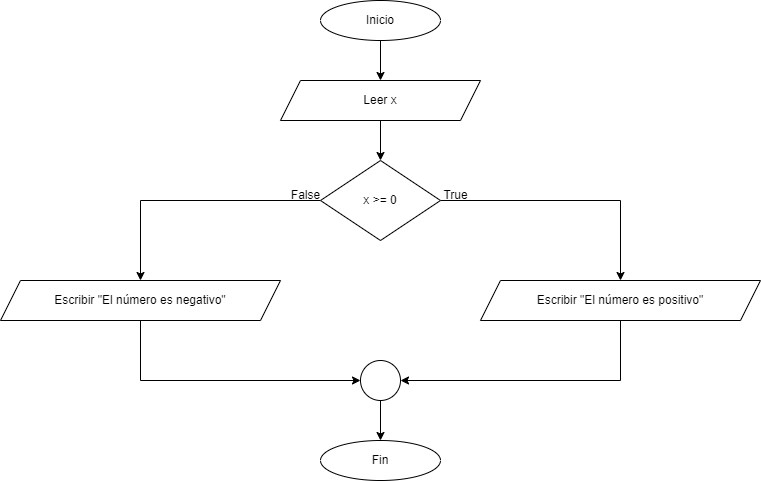 Inicio
Leer x
False
x >= 0
True
Escribir "El número es negativo"
Escribir "El número es positivo"
Fin